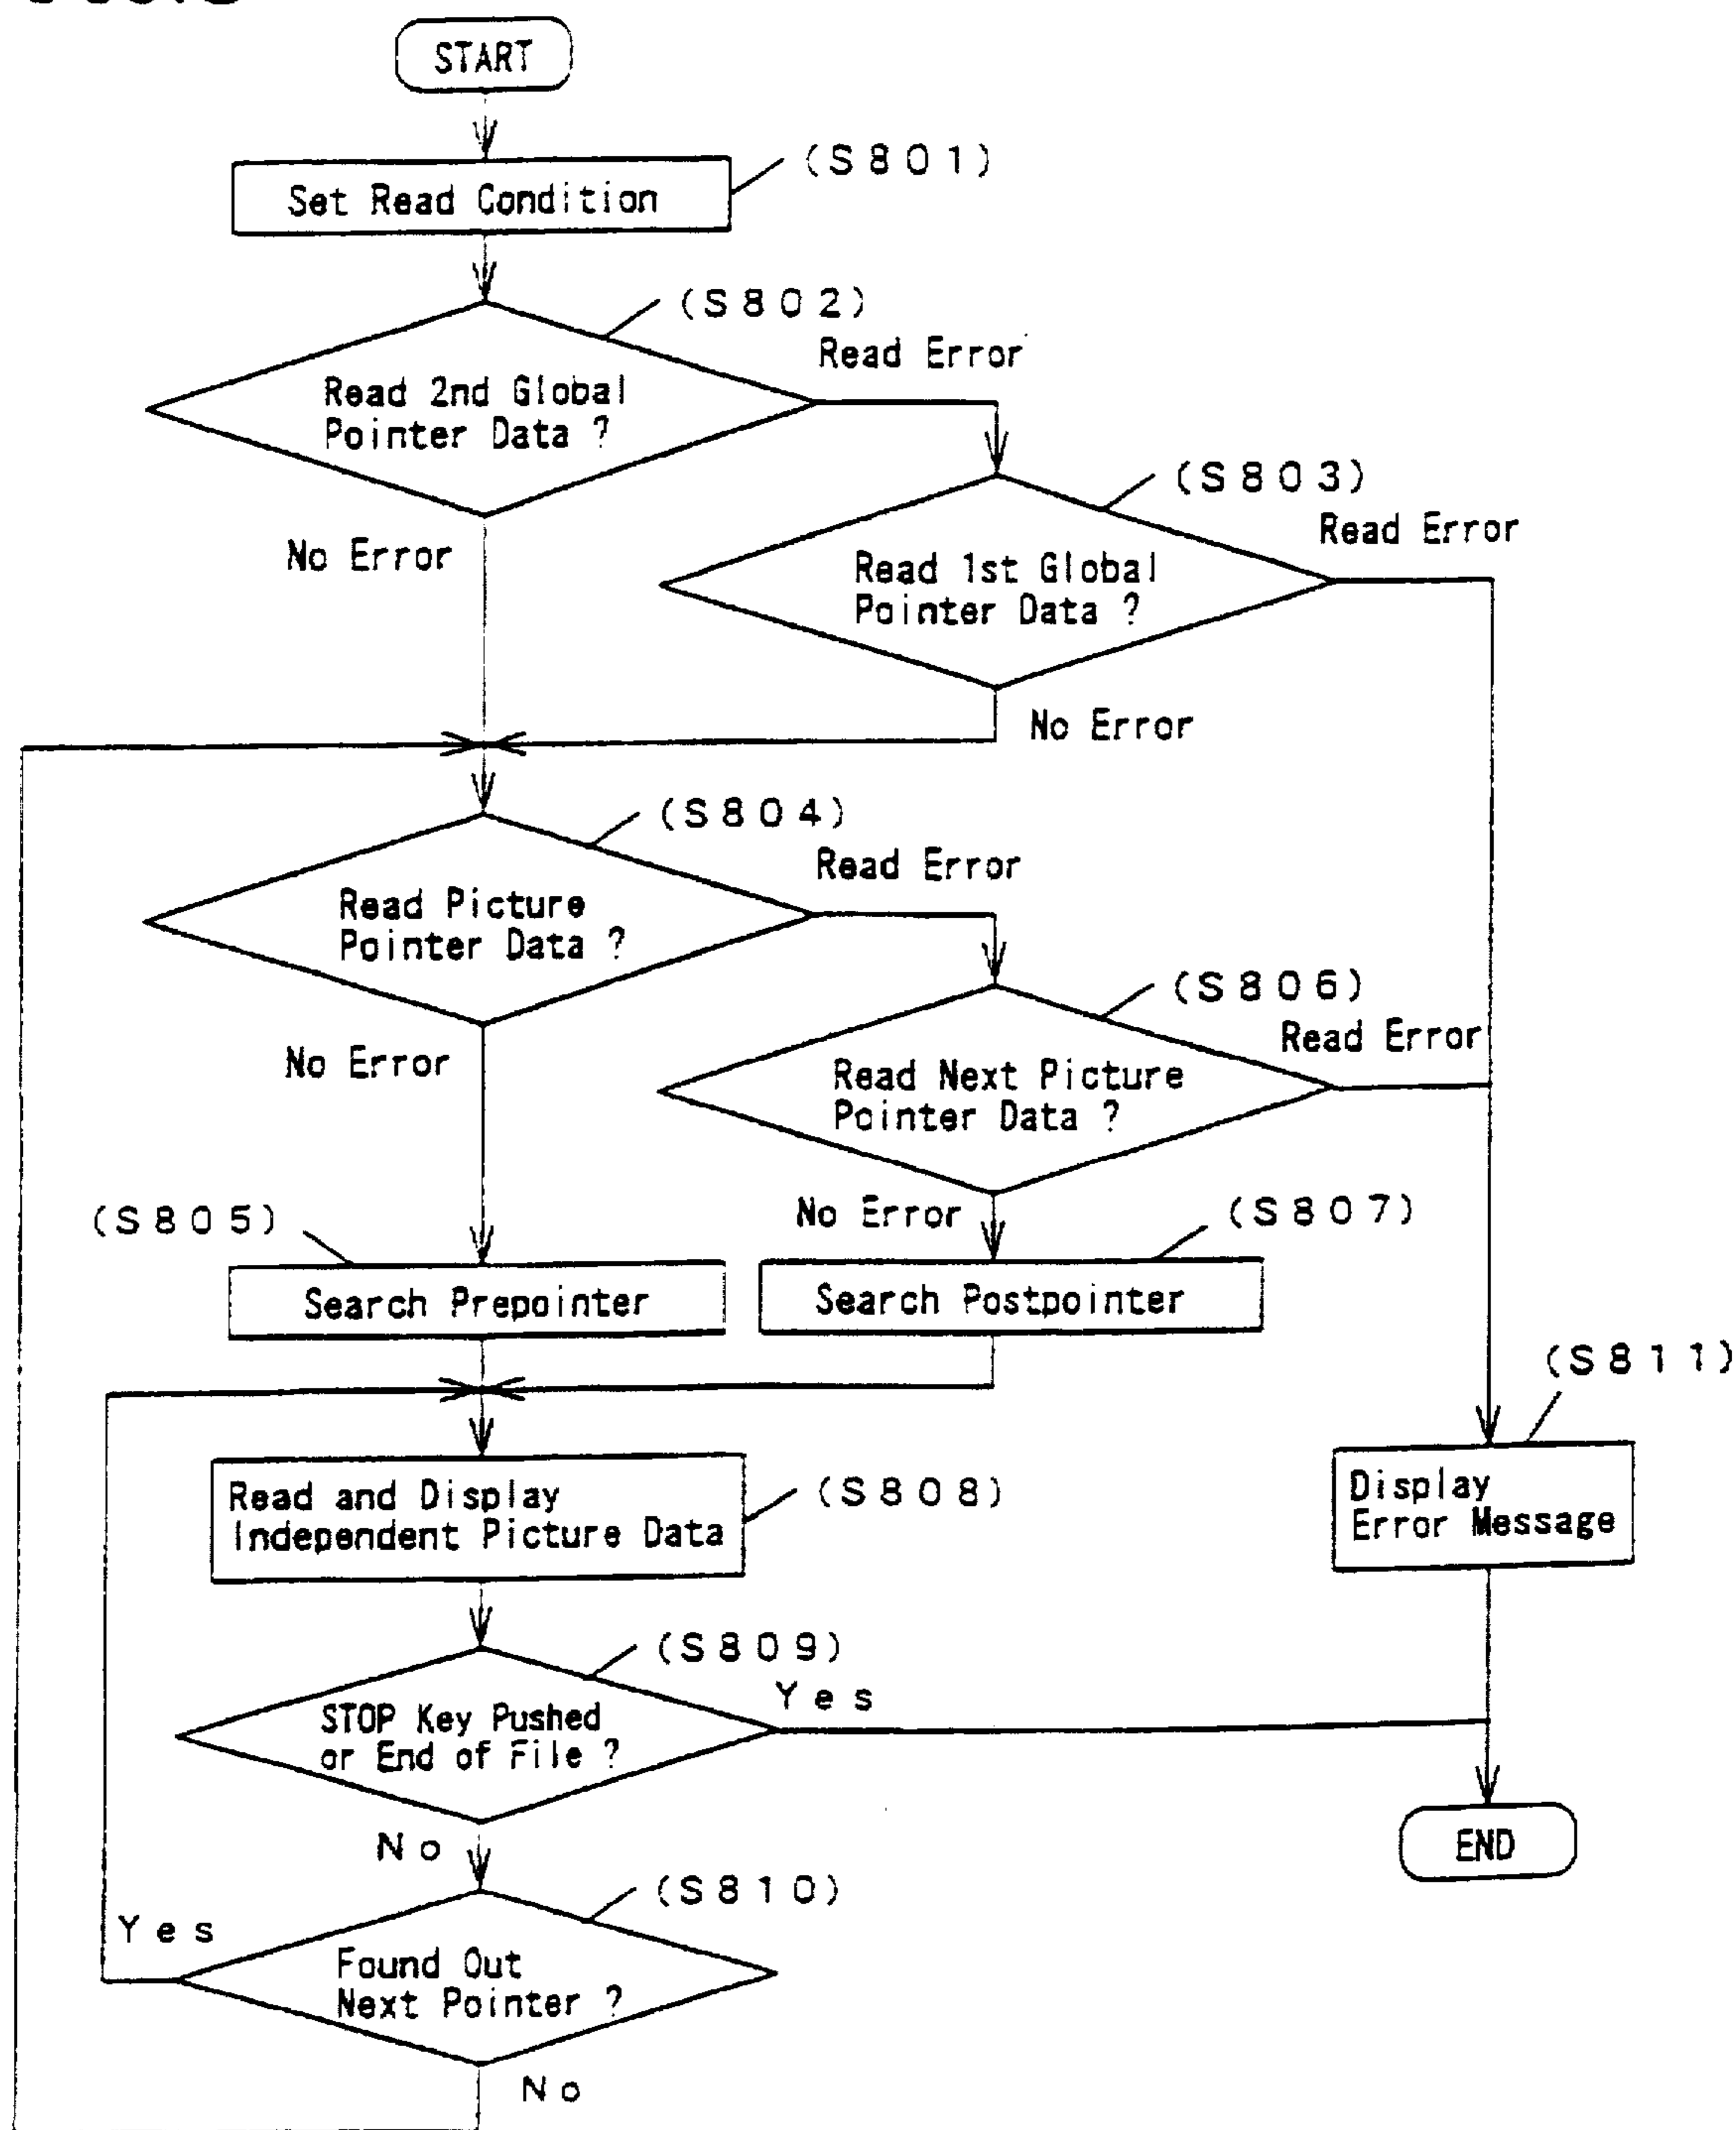 START
(S801)
Set Read Condition
(S802)
Read Error
Read 2nd Global
Pointer Data ?
(S803)
Read Error
No Error
Read 1st Global
Pointer Data ?
No Error
(S804)
Read Error
Read Picture
Pointer Data ?
(S806)
Read Error
No Error
Read Next Picture
Pointer Data ?
(S805)
No Error
(S807)
Search Prepointer
Search Postpointer
(S811)
Read and Display
Independent Picture Data
(S808)
Display
Error Message
(S809)
Yes
STOP Key Pushed
or End of File ?
No
END
(S810)
Yes
Found Out
Next Pointer ?
No